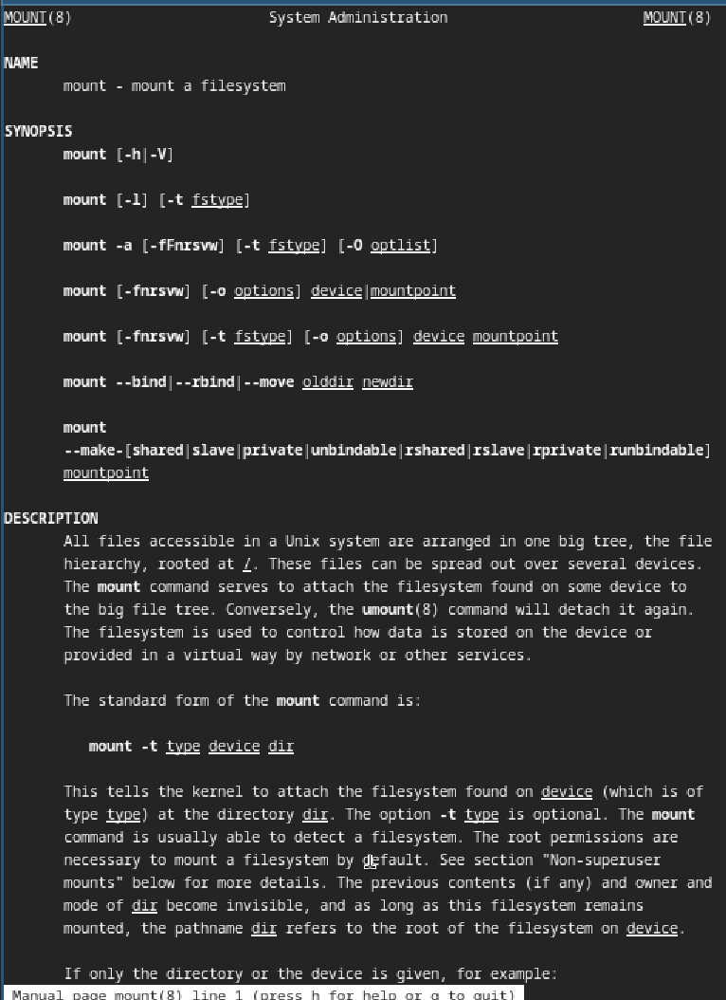 MOUNT(8) System Administration MOUNT(8)
NAME
mount - mount a filesystem
SYNOPSIS
mount [-h|-V]
mount [-l] [-t fstype]
mount -a [-fFnrsvw] [-t fstype] [-O optlist]
mount [-fnrsvw] [-o options] device|mountpoint
mount [-fnrsvw] [-t fstype] [-o options] device mountpoint
mount --bind|--rbind|--move olddir newdir
mount
--make-[shared|slave|private|unbindable|rshared|rslave|rprivate|runbindable]
mountpoint
DESCRIPTION
All files accessible in a Unix system are arranged in one big tree, the file
hierarchy, rooted at /. These files can be spread out over several devices.
The mount command serves to attach the filesystem found on some device to
the big file tree. Conversely, the umount(8) command will detach it again.
The filesystem is used to control how data is stored on the device or
provided in a virtual way by network or other services.
The standard form of the mount command is:
mount -t type device dir
This tells the kernel to attach the filesystem found on device (which is of
type type) at the directory dir. The option -t type is optional. The mount
command is usually able to detect a filesystem. The root permissions are
necessary to mount a filesystem by default. See section "Non-superuser
mounts" below for more details. The previous contents (if any) and owner and
mode of dir become invisible, and as long as this filesystem remains
mounted, the pathname dir refers to the root of the filesystem on device.
If only the directory or the device is given, for example:
Manual page mount(8) line 1 (press h for help or q to quit)